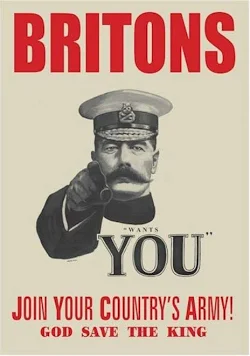 BRITONS
"WANTS
YOU"
JOIN YOUR COUNTRY'S ARMY!
GOD SAVE THE KING